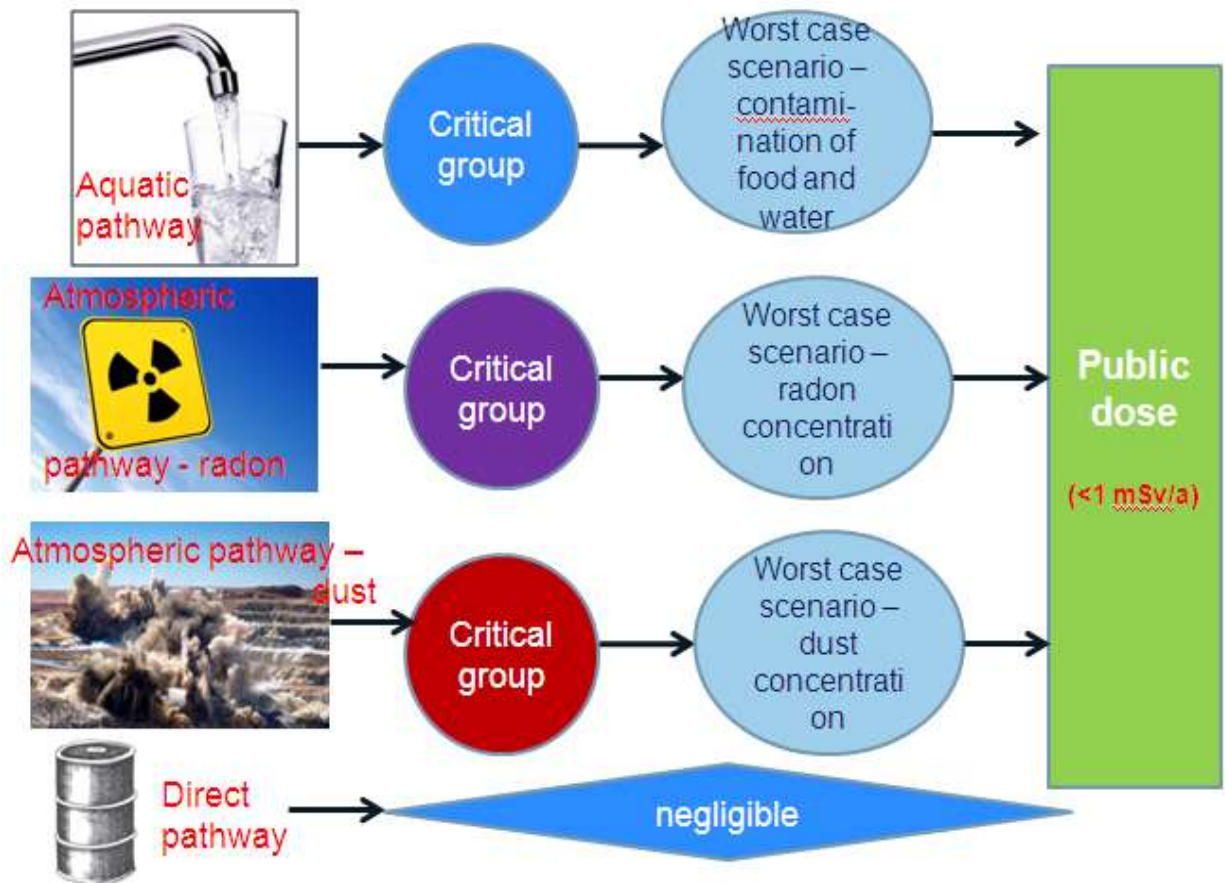 Aquatic
pathway
Critical
group
Worst case
scenario –
contami-
nation of
food and
water
Atmospheric
pathway - radon
Critical
group
Worst case
scenario –
radon
concentrati
on
Atmospheric pathway –
dust
Critical
group
Worst case
scenario –
dust
concentrati
on
Direct
pathway
negligible
Public
dose
(<1 mSv/a)